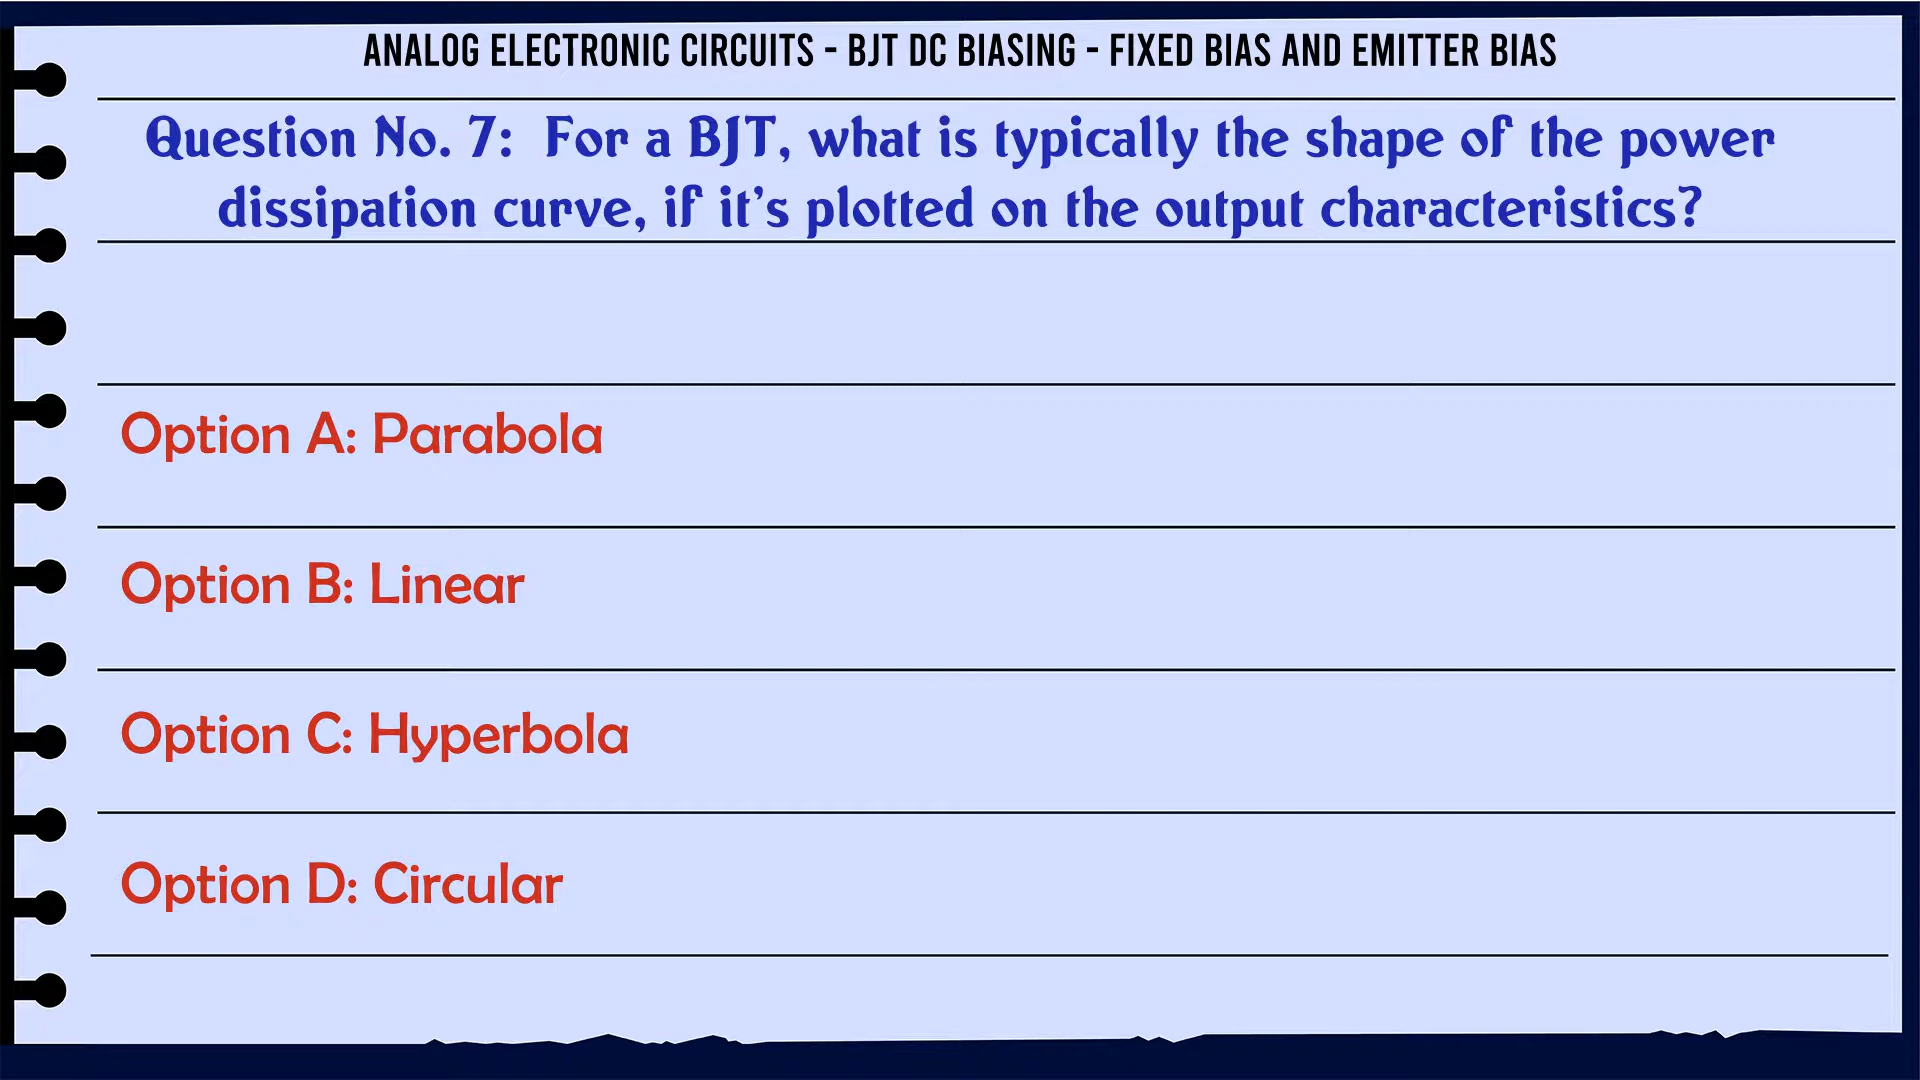 ANALOG ELECTRONIC CIRCUITS - BJT DC BIASING - FIXED BIAS AND EMITTER BIAS
Question No. 7: For a BJT, what is typically the shape of the power
dissipation curve, if it's plotted on the output characteristics?
Option A: Parabola
Option B: Linear
Option C: Hyperbola
Option D: Circular